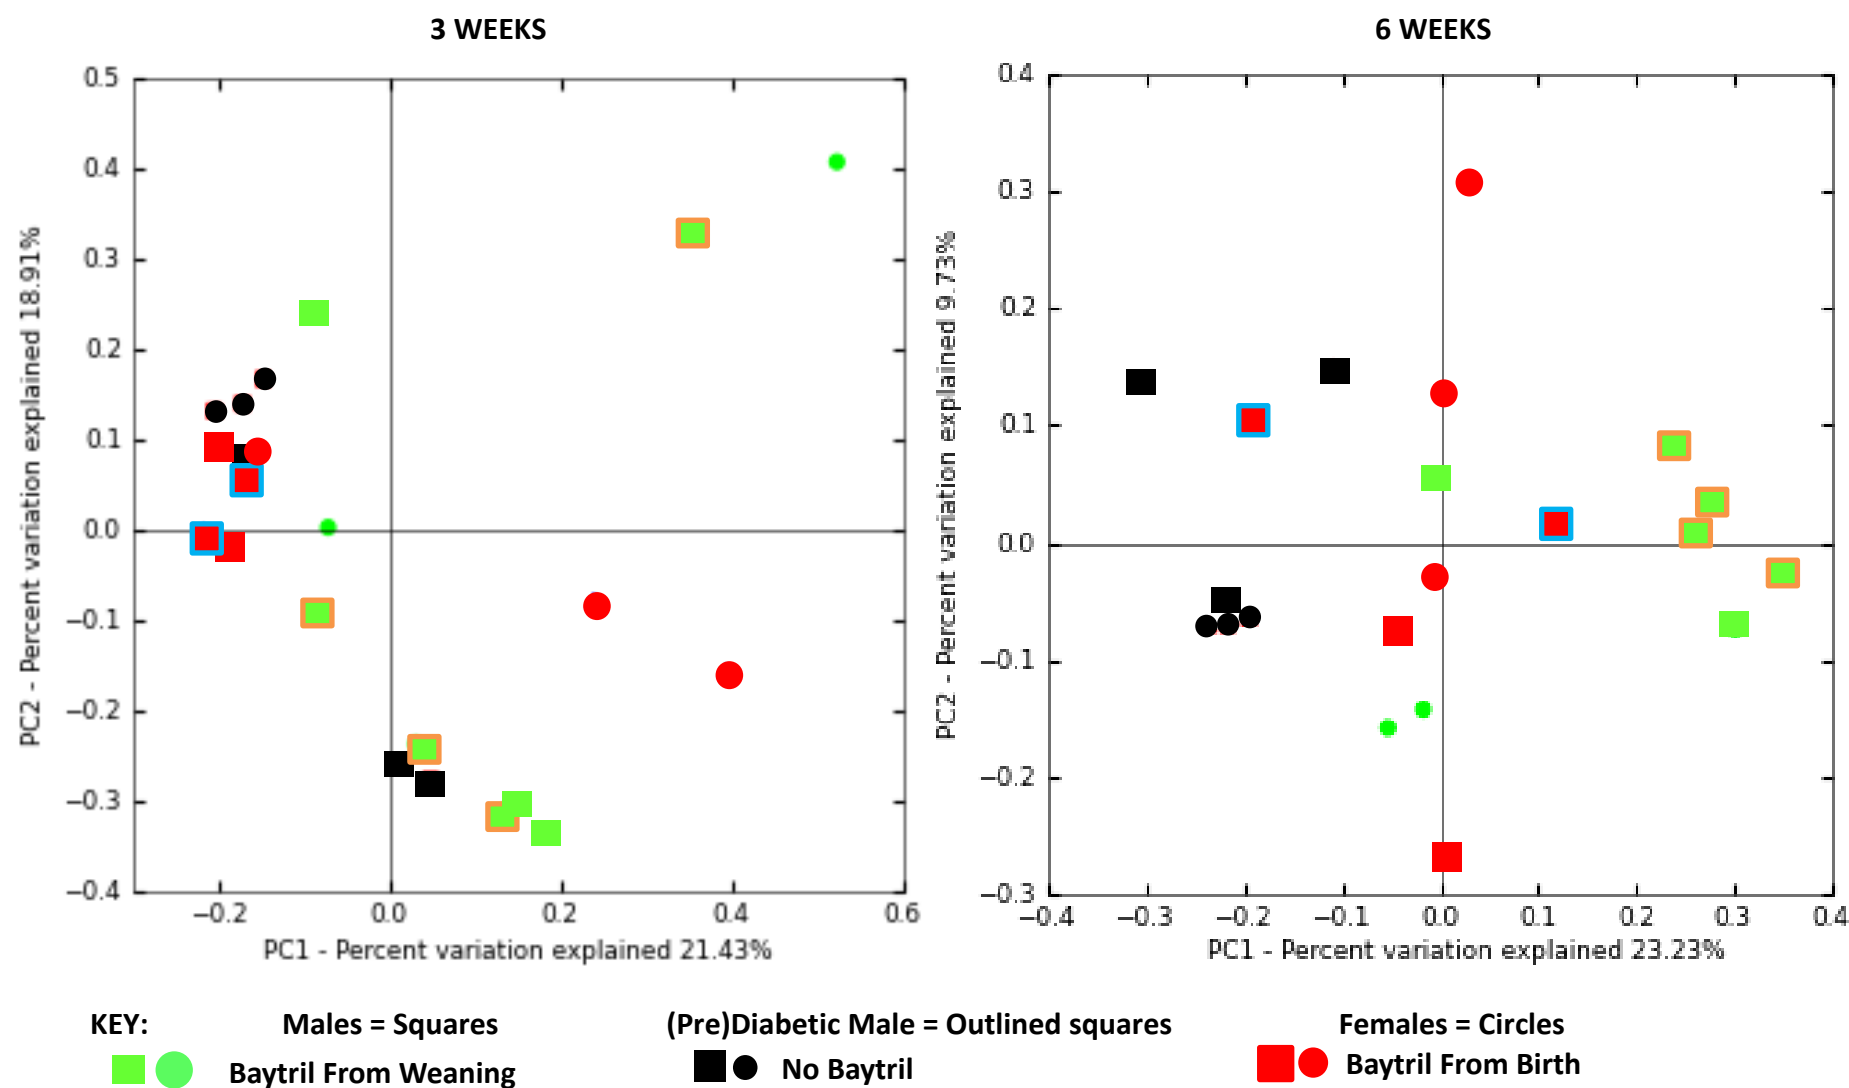 3 WEEKS
6 WEEKS
0.5
0.4
0.3
0.2
0.1
0.0
−0.1
−0.2
−0.3
−0.4
PC2 - Percent variation explained 18.91%
−0.2
0.0
0.2
0.4
0.6
PC1 - Percent variation explained 21.43%
0.4
0.3
0.2
0.1
0.0
−0.1
−0.2
−0.3
PC2 - Percent variation explained 9.73%
−0.4
−0.3
−0.2
−0.1
0.0
0.1
0.2
0.3
0.4
PC1 - Percent variation explained 23.23%
KEY:
Males = Squares
(Pre)Diabetic Male = Outlined squares
Females = Circles
Baytril From Weaning
No Baytril
Baytril From Birth